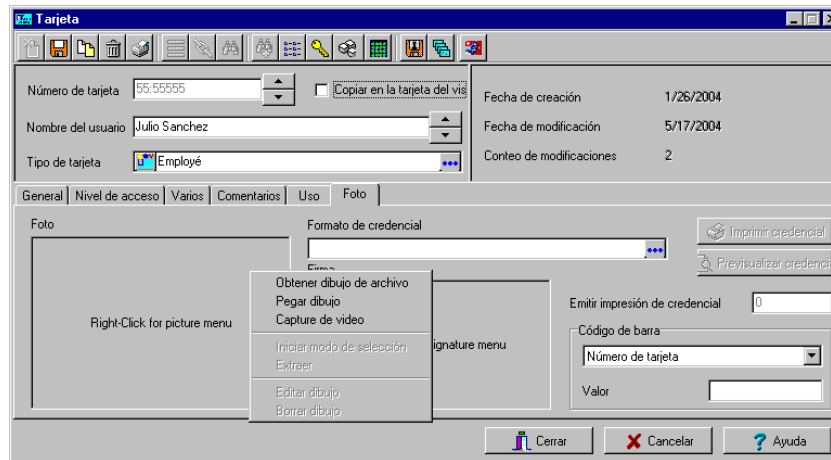 Tarjeta
Número de tarjeta 55:55555
Copiar en la tarjeta del vis
Nombre del usuario Julio Sanchez
Tipo de tarjeta Employé
Fecha de creación 1/26/2004
Fecha de modificación 5/17/2004
Conteo de modificaciones 2
General Nivel de acceso Varios Comentarios Uso Foto
Foto
Right-Click for picture menu
Formato de credencial
Firma
ignature menu
Obtener dibujo de archivo
Pegar dibujo
Capture de video
Iniciar modo de selección
Extraer
Editar dibujo
Borrar dibujo
Imprimir credencial
Previsualizar credenci
Emitir impresión de credencial 0
Código de barra
Número de tarjeta
Valor
Cerrar Cancelar Ayuda